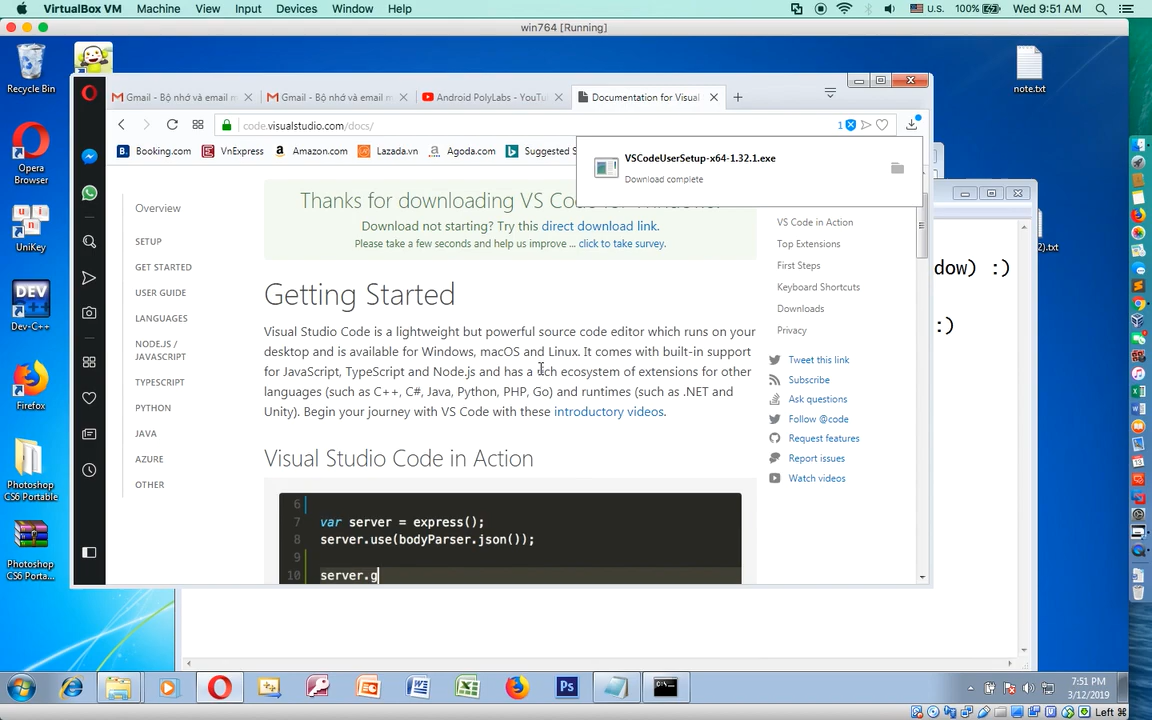 VirtualBox VM Machine View Input Devices Window Help
U.S. 100% Wed 9:51 AM
win764 [Running]
Recycle Bin
Opera
Browser
UniKey
Dev-C++
Firefox
Photoshop
CS6 Portable
Photoshop
CS6 Porta...
note.txt
Gmail - Bộ nhớ và email m
Gmail - Bộ nhớ và email m
Android PolyLabs - YouTu
Documentation for Visual
code.visualstudio.com/docs/
1
Booking.com VnExpress Amazon.com Lazada.vn Agoda.com Suggested S
VSCodeUserSetup-x64-1.32.1.exe
Download complete
Overview
SETUP
GET STARTED
USER GUIDE
LANGUAGES
NODE.JS /
JAVASCRIPT
TYPESCRIPT
PYTHON
JAVA
AZURE
OTHER
Thanks for downloading VS Code for Windows!
Download not starting? Try this direct download link.
Please take a few seconds and help us improve ... click to take survey.
Getting Started
Visual Studio Code is a lightweight but powerful source code editor which runs on your
desktop and is available for Windows, macOS and Linux. It comes with built-in support
for JavaScript, TypeScript and Node.js and has a rich ecosystem of extensions for other
languages (such as C++, C#, Java, Python, PHP, Go) and runtimes (such as .NET and
Unity). Begin your journey with VS Code with these introductory videos.
Visual Studio Code in Action
6
7 var server = express();
8 server.use(bodyParser.json());
9
10 server.g
VS Code in Action
Top Extensions
First Steps
Keyboard Shortcuts
Downloads
Privacy
Tweet this link
Subscribe
Ask questions
Follow @code
Request features
Report issues
Watch videos
dow) :)
:)
2).txt
7:51 PM
3/12/2019
Left ⌘